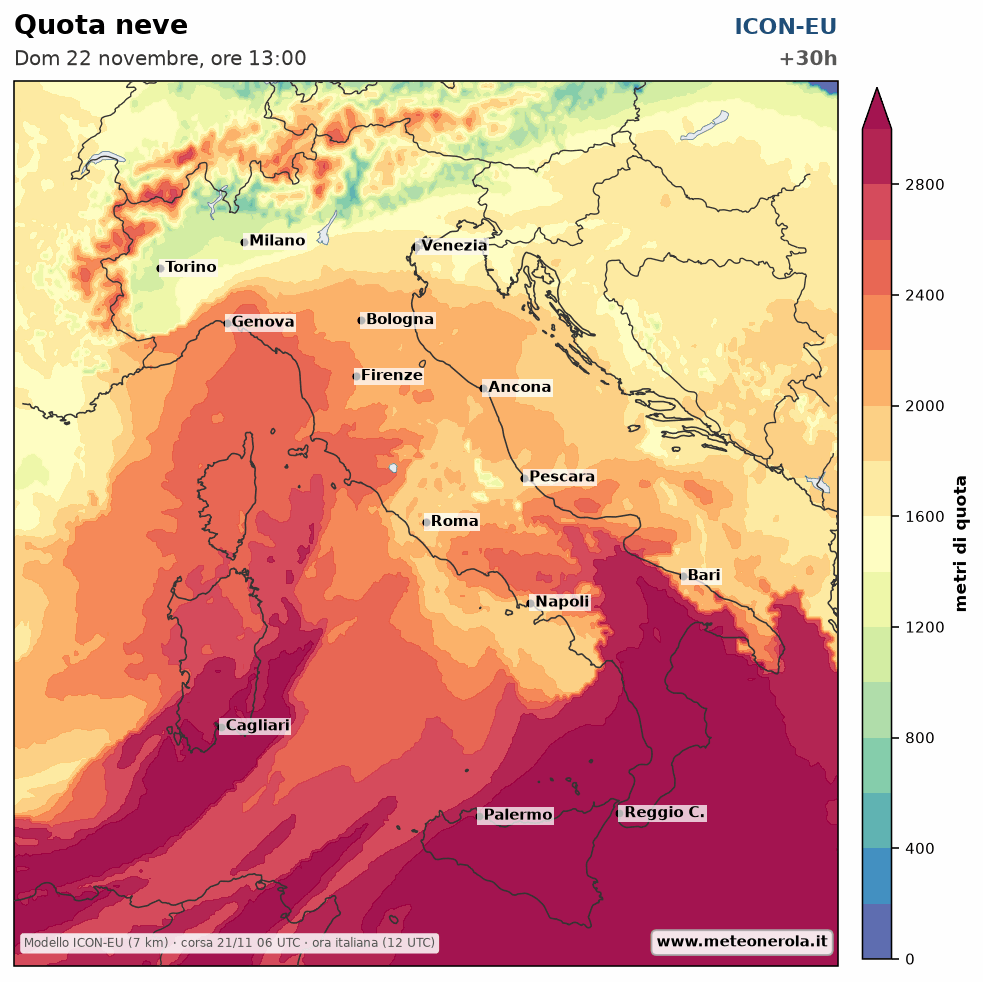 Quota neve
ICON-EU
Dom 22 novembre, ore 13:00
+30h
Milano
Venezia
Torino
Genova
Bologna
Firenze
Ancona
Pescara
Roma
Bari
Napoli
Cagliari
Palermo
Reggio C.
2800
2400
2000
1600
1200
800
400
0
metri di quota
Modello ICON-EU (7 km) · corsa 21/11 06 UTC · ora italiana (12 UTC)
www.meteonerola.it